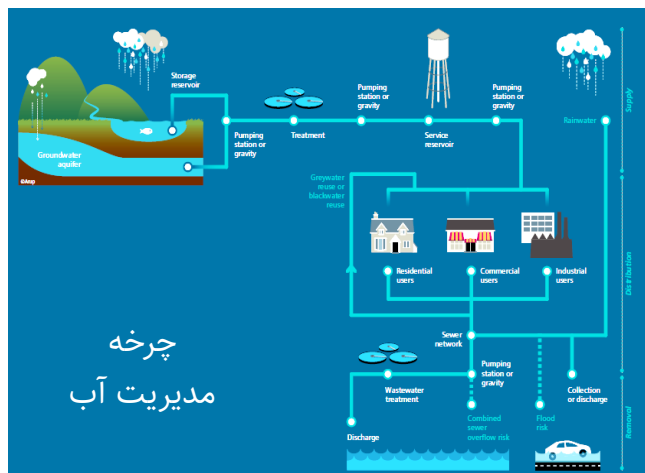 Storage
reservoir
Groundwater
aquifer
©Arup
Pumping
station or
gravity
Treatment
Pumping
station or
gravity
Service
reservoir
Pumping
station or
gravity
Rainwater
Supply
Greywater
reuse or
blackwater
reuse
Residential
users
Commercial
users
Industrial
users
Distribution
Sewer
network
Pumping
station or
gravity
Wastewater
treatment
Discharge
Combined
sewer
overflow risk
Flood
risk
Collection
or discharge
Removal
چرخه
مدیریت آب